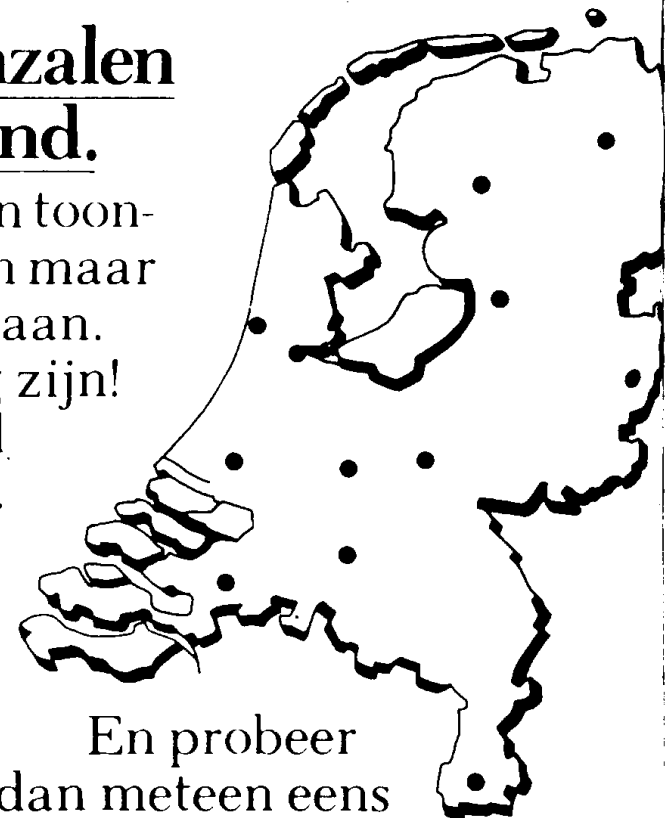 nzalen
nd.
n toon-
n maar
aan.
zijn!
En probeer
dan meteen eens